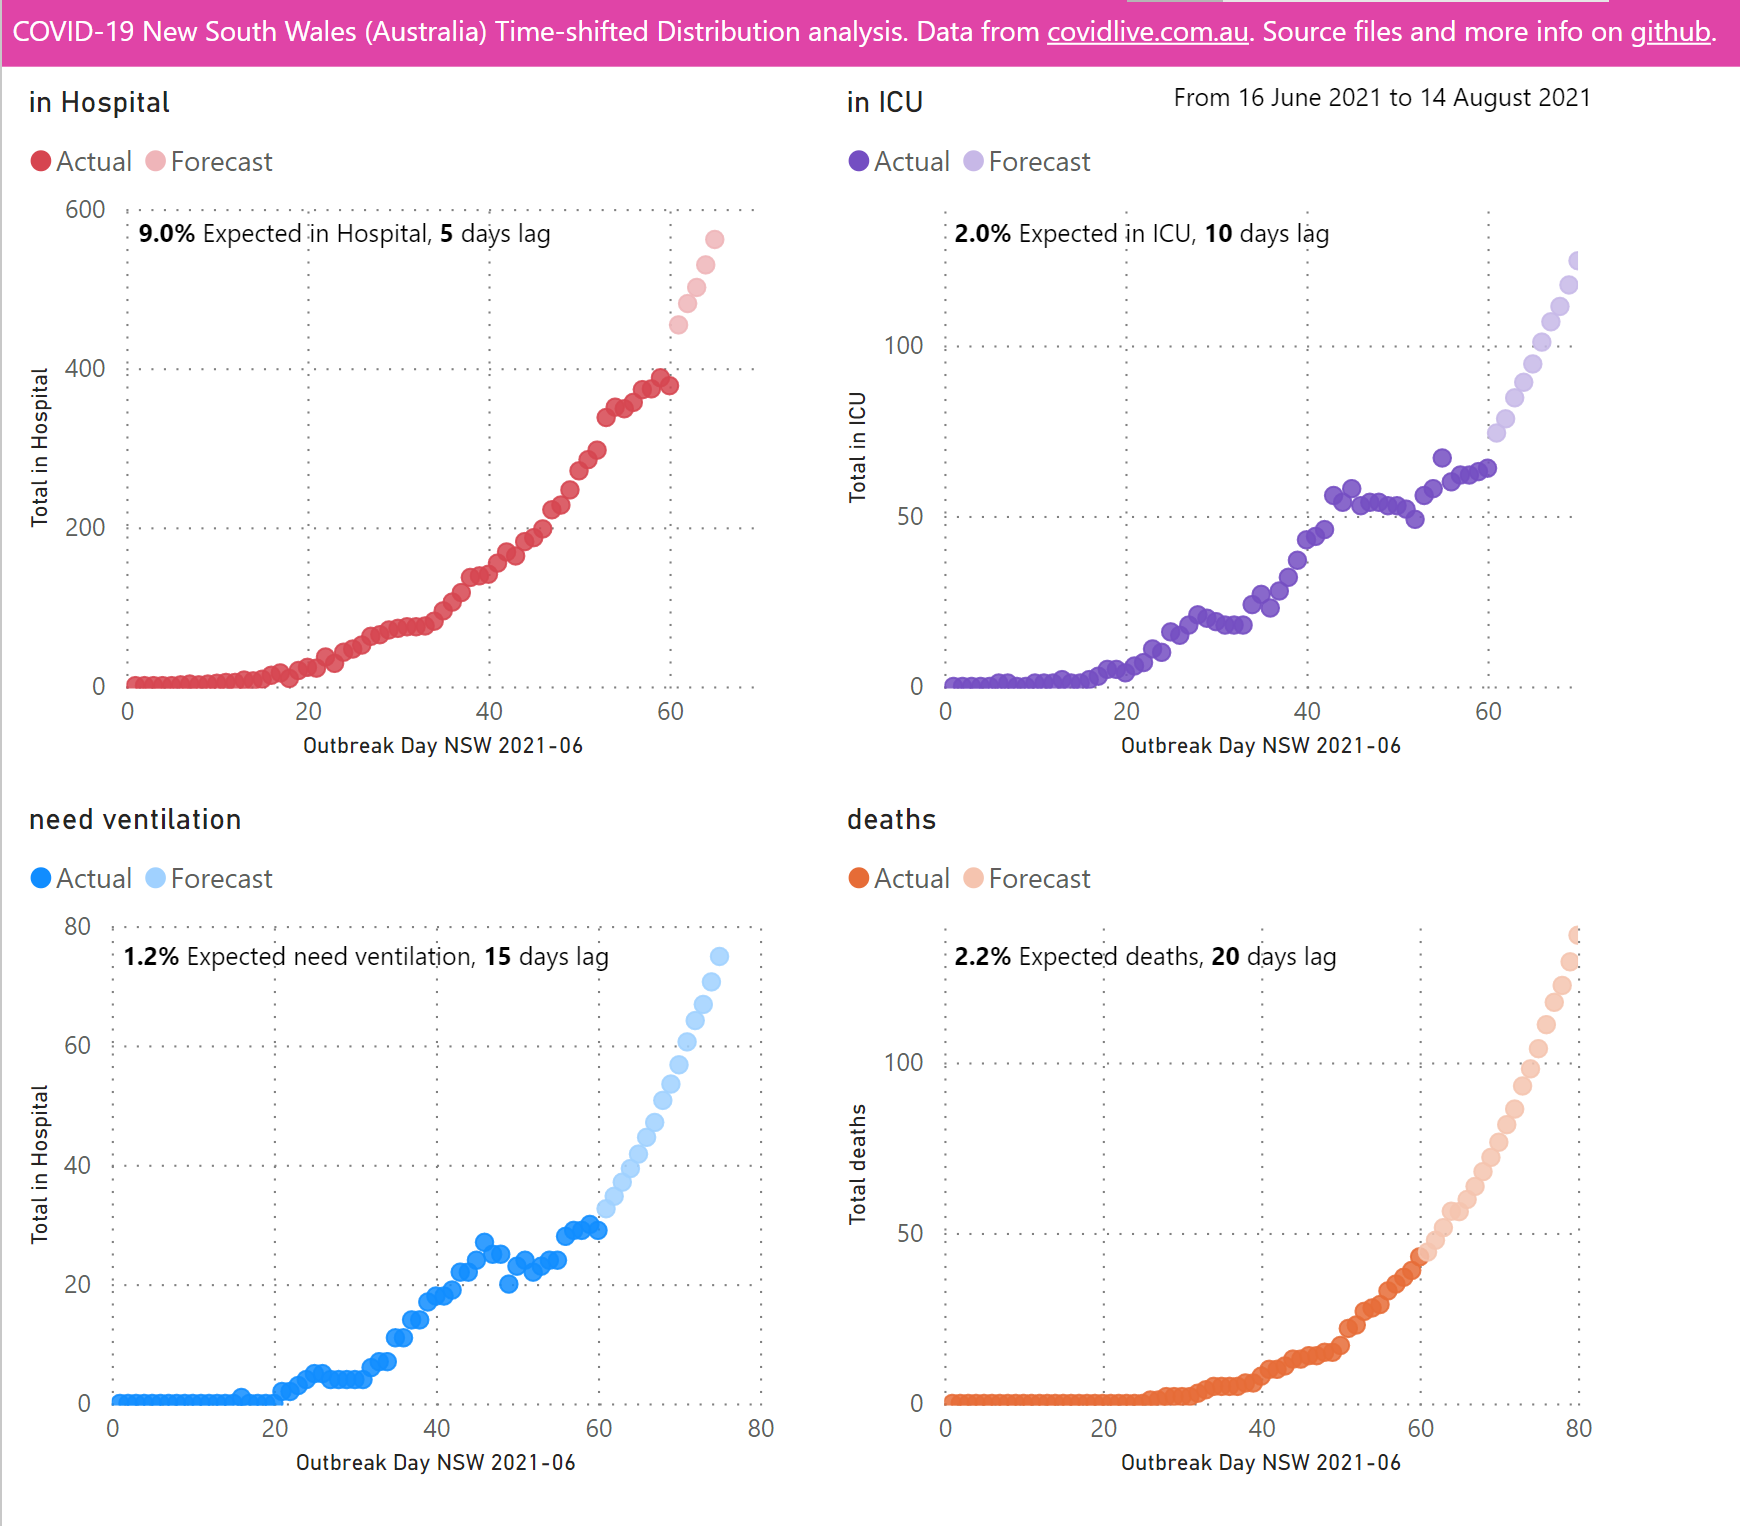 COVID-19 New South Wales (Australia) Time-shifted Distribution analysis. Data from covidlive.com.au. Source files and more info on github.
in Hospital
Actual Forecast
9.0% Expected in Hospital, 5 days lag
600
400
200
0
Total in Hospital
0 20 40 60
Outbreak Day NSW 2021-06
in ICU
From 16 June 2021 to 14 August 2021
Actual Forecast
2.0% Expected in ICU, 10 days lag
100
50
0
Total in ICU
0 20 40 60
Outbreak Day NSW 2021-06
need ventilation
Actual Forecast
80
1.2% Expected need ventilation, 15 days lag
60
40
20
0
Total in Hospital
0 20 40 60 80
Outbreak Day NSW 2021-06
deaths
Actual Forecast
2.2% Expected deaths, 20 days lag
100
50
0
Total deaths
0 20 40 60 80
Outbreak Day NSW 2021-06